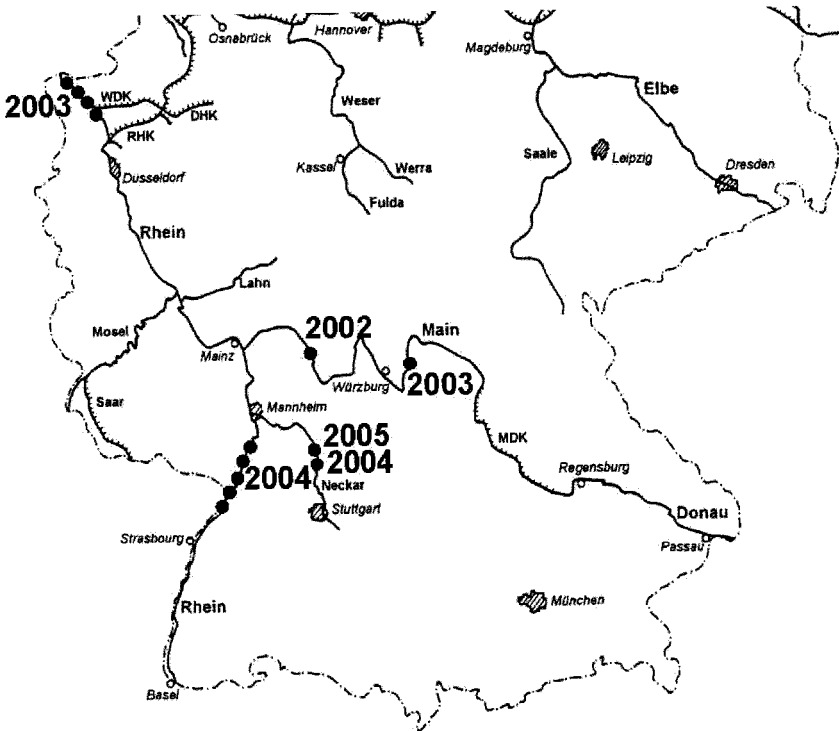 Osnabrück
Hannover
Magdeburg
WDK
2003
DHK
RHK
Weser
Elbe
Dusseldorf
Kassel
Werra
Fulda
Saale
Leipzig
Dresden
Rhein
Lahn
Mosel
Mainz
2002
Main
Würzburg
2003
Saar
Mannheim
2005
2004
2004
Neckar
MDK
Regensburg
Stuttgart
Strasbourg
Donau
Passau
Rhein
München
Basel